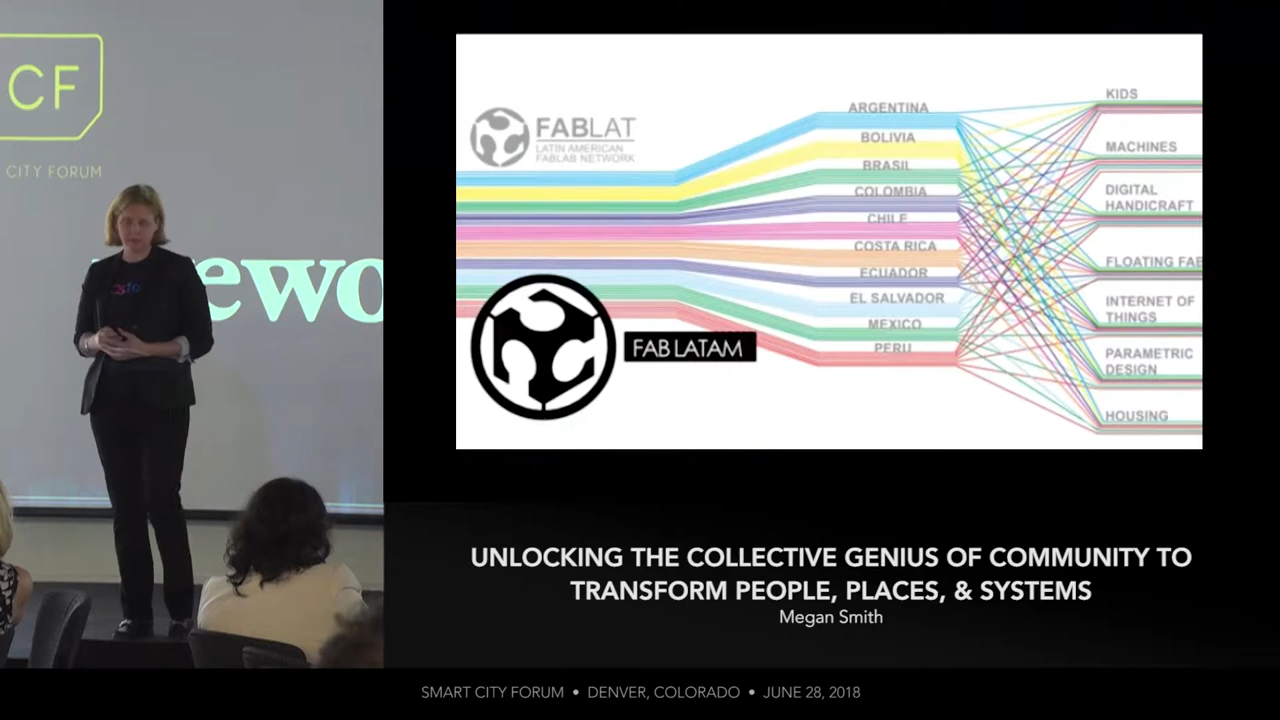 CF
CITY FORUM
ewo
FABLAT
LATIN AMERICAN
FABLAB NETWORK
FAB LATAM
ARGENTINA
BOLIVIA
BRASIL
COLOMBIA
CHILE
COSTA RICA
ECUADOR
EL SALVADOR
MEXICO
PERU
KIDS
MACHINES
DIGITAL
HANDICRAFT
FLOATING FAB
INTERNET OF
THINGS
PARAMETRIC
DESIGN
HOUSING
UNLOCKING THE COLLECTIVE GENIUS OF COMMUNITY TO
TRANSFORM PEOPLE, PLACES, & SYSTEMS
Megan Smith
SMART CITY FORUM • DENVER, COLORADO • JUNE 28, 2018